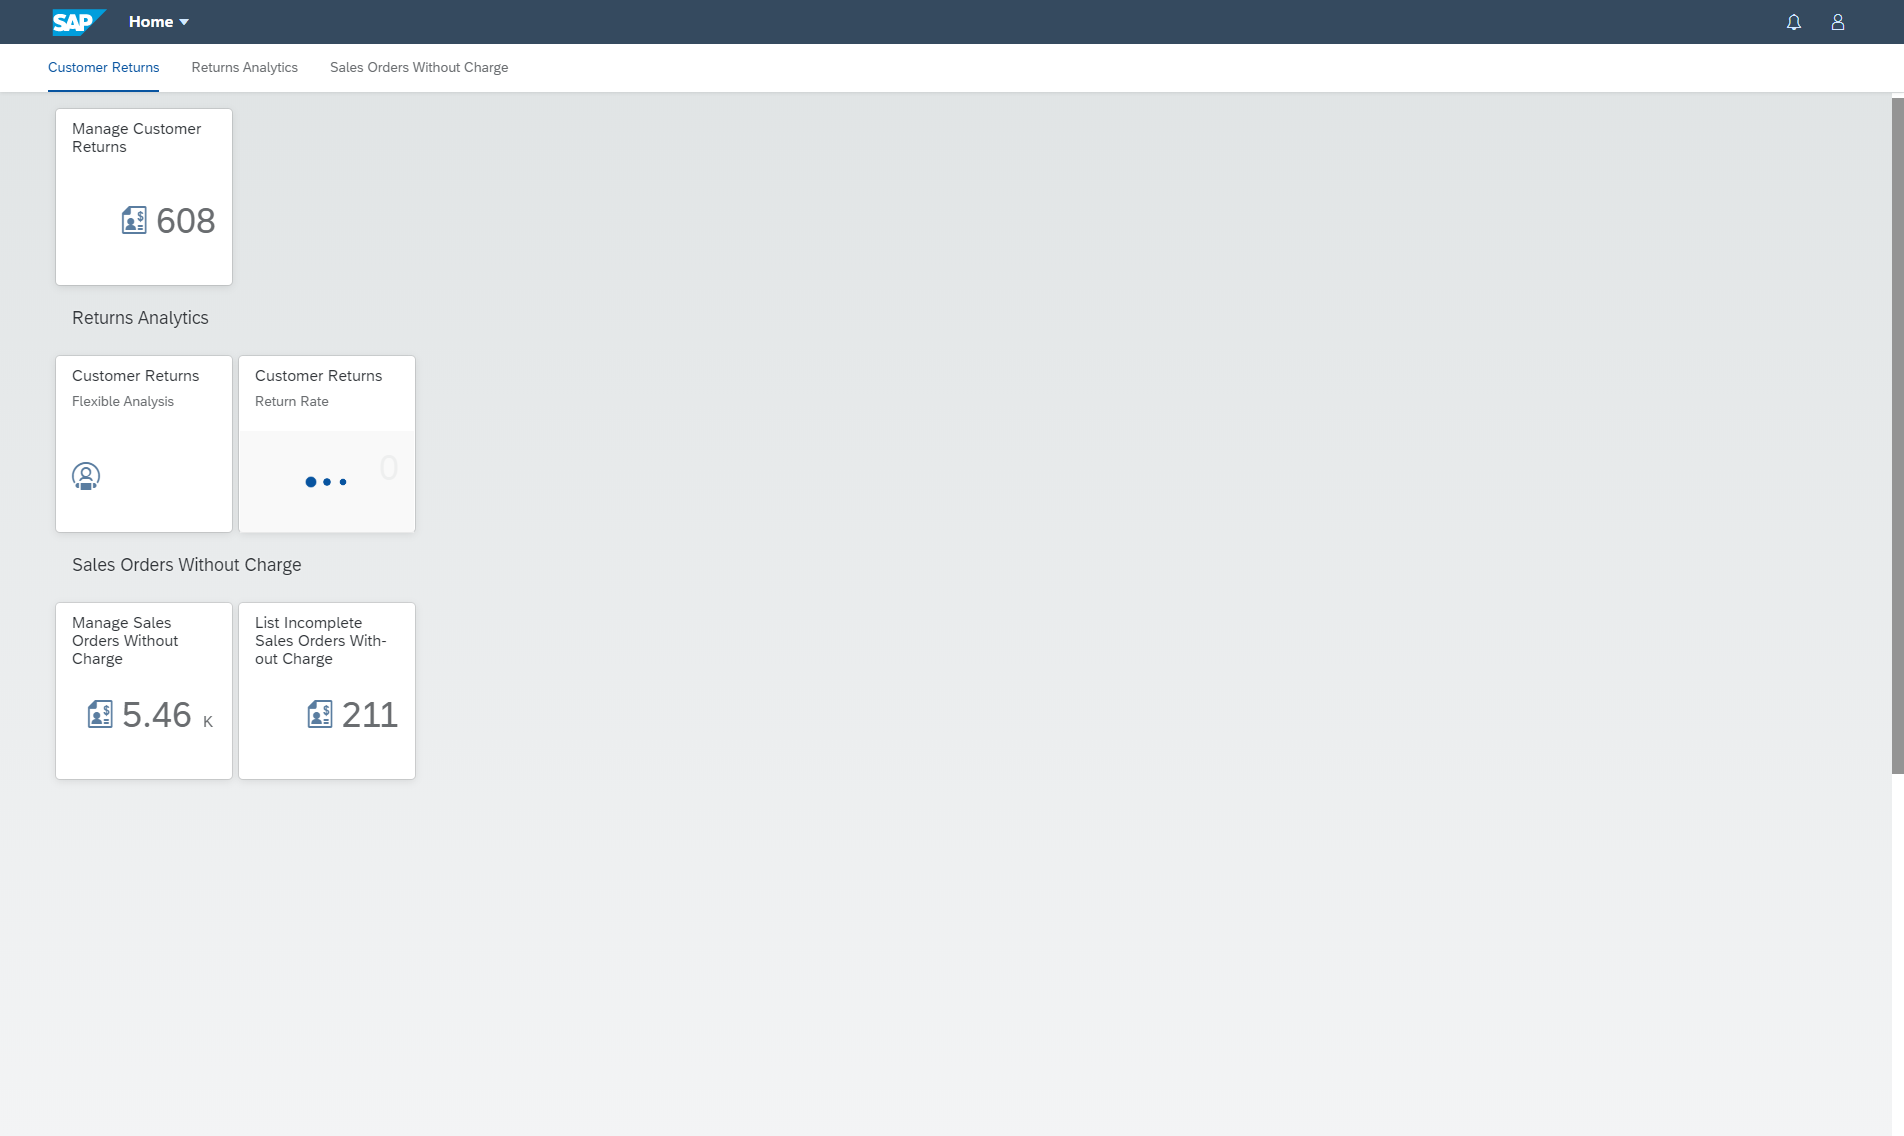 SAP
Home
Customer Returns
Returns Analytics
Sales Orders Without Charge
Manage Customer
Returns
608
Returns Analytics
Customer Returns
Flexible Analysis
Customer Returns
Return Rate
0
Sales Orders Without Charge
Manage Sales
Orders Without
Charge
5.46 K
List Incomplete
Sales Orders With-
out Charge
211